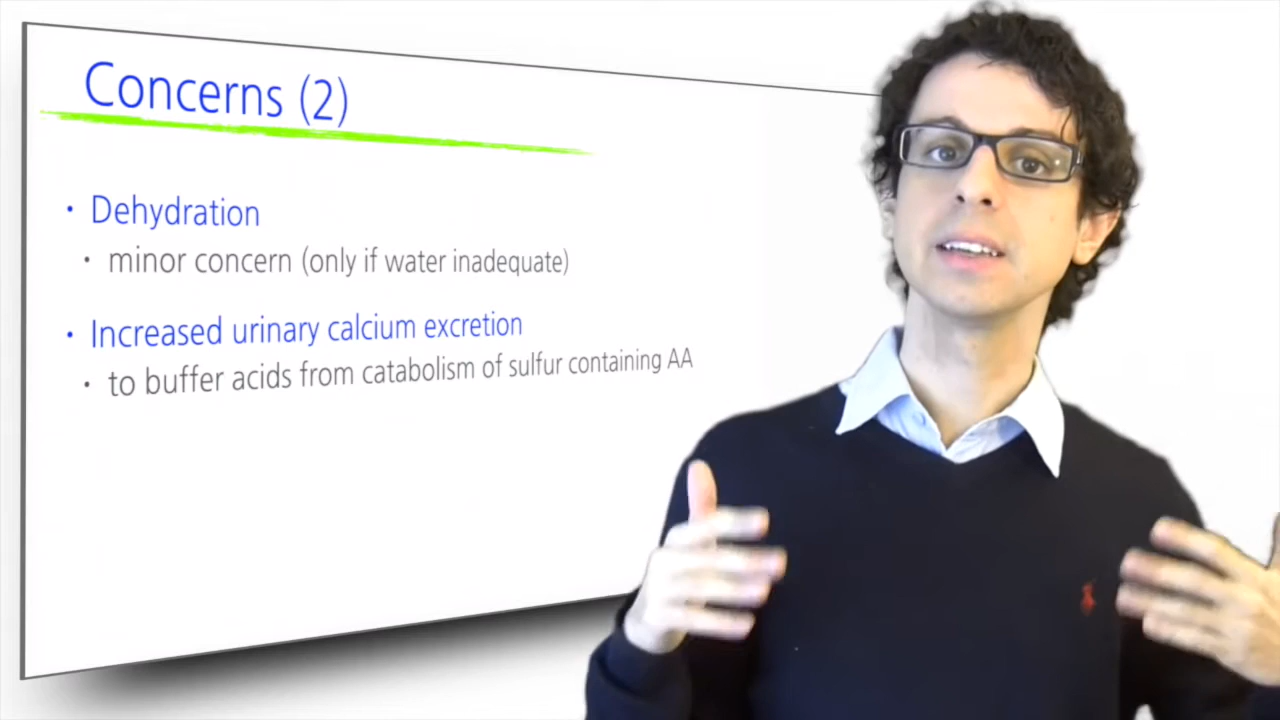 Concerns (2)
• Dehydration
• minor concern (only if water inadequate)
• Increased urinary calcium excretion
• to buffer acids from catabolism of sulfur containing AA